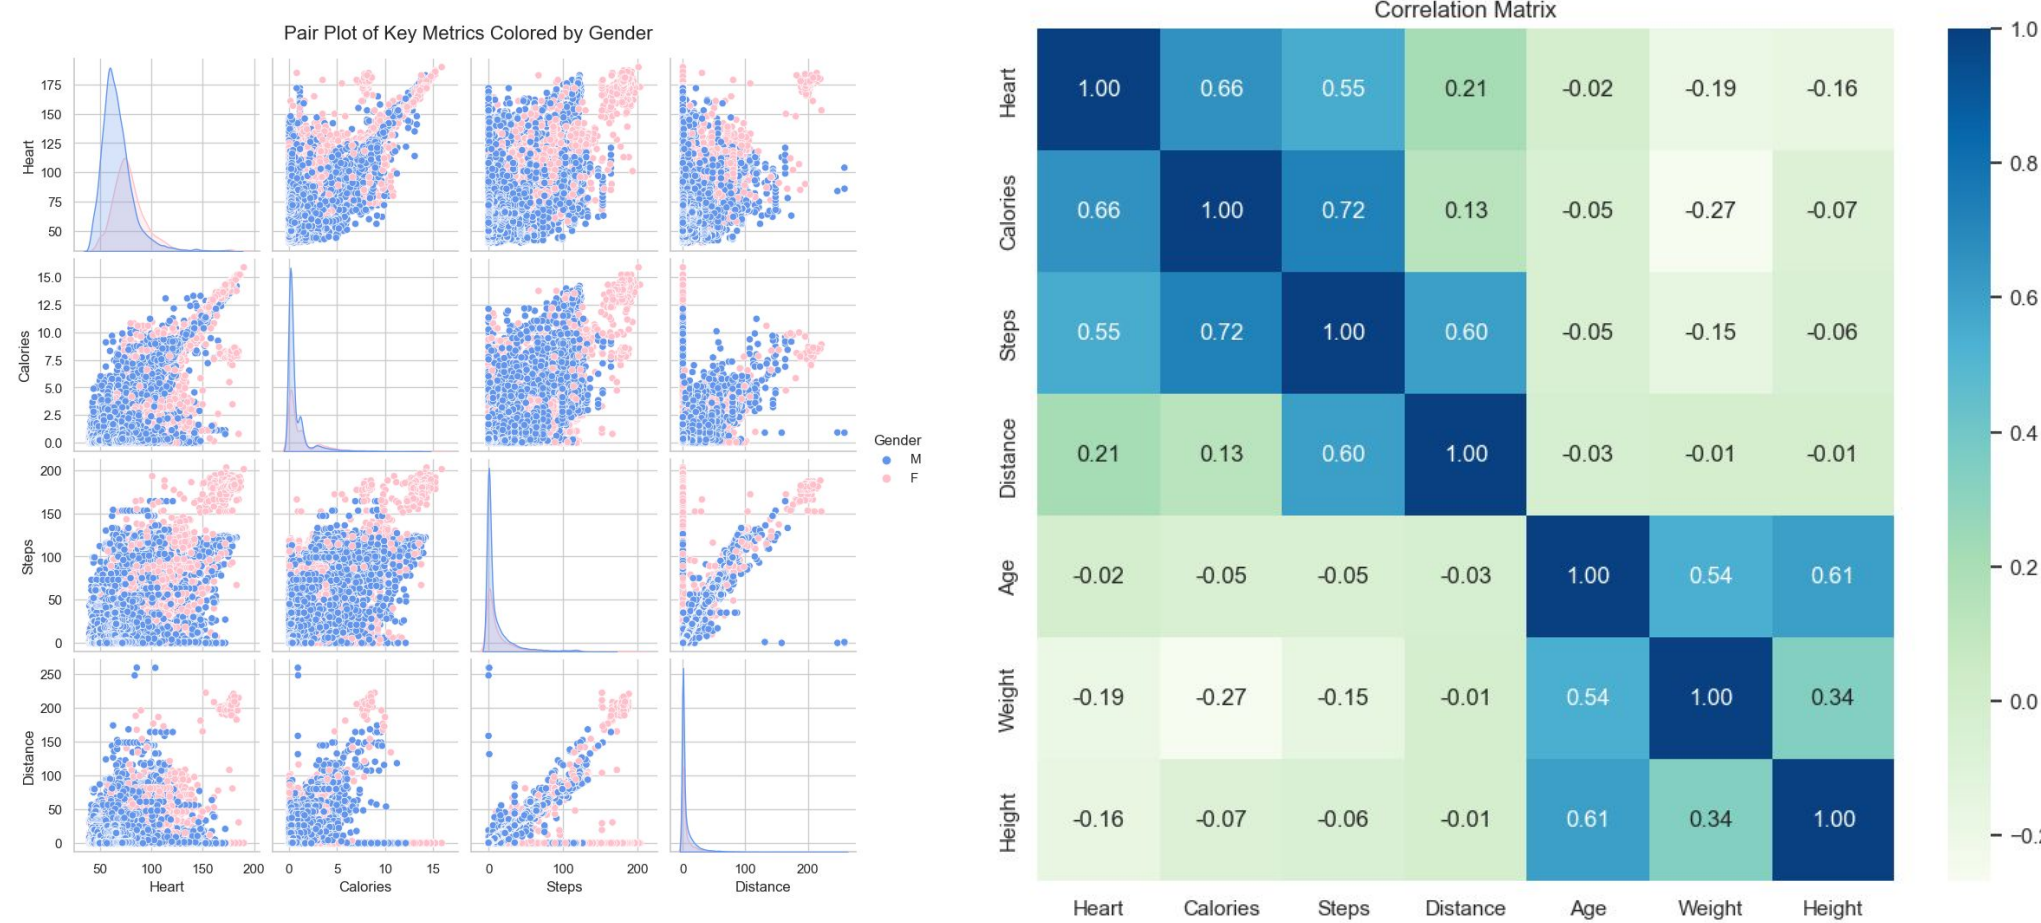 Pair Plot of Key Metrics Colored by Gender
Heart
175
150
125
100
75
50
Calories
15.0
12.5
10.0
7.5
5.0
2.5
0.0
Steps
200
150
100
50
0
Distance
250
200
150
100
50
0
50 100 150 200
Heart
0 5 10 15
Calories
0 100 200
Steps
0 100 200
Distance
Gender
M
F
Correlation Matrix
Heart 1.00 0.66 0.55 0.21 -0.02 -0.19 -0.16
Calories 0.66 1.00 0.72 0.13 -0.05 -0.27 -0.07
Steps 0.55 0.72 1.00 0.60 -0.05 -0.15 -0.06
Distance 0.21 0.13 0.60 1.00 -0.03 -0.01 -0.01
Age -0.02 -0.05 -0.05 -0.03 1.00 0.54 0.61
Weight -0.19 -0.27 -0.15 -0.01 0.54 1.00 0.34
Height -0.16 -0.07 -0.06 -0.01 0.61 0.34 1.00
Heart Calories Steps Distance Age Weight Height
1.0
0.8
0.6
0.4
0.2
0.0